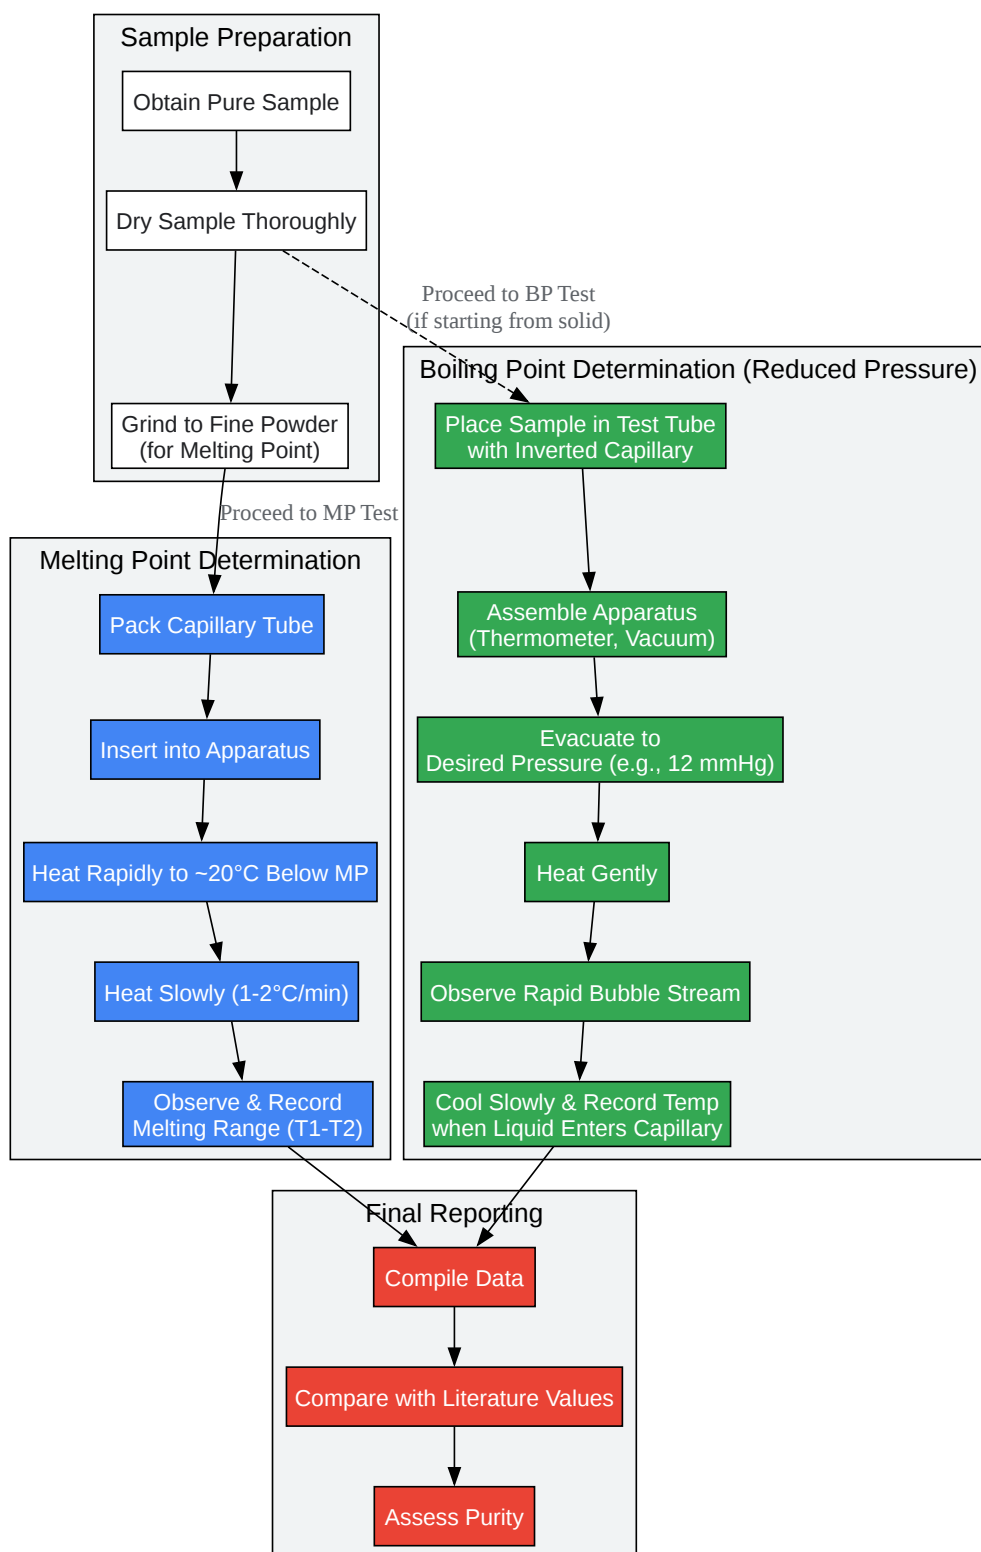 Sample Preparation
Obtain Pure Sample
Dry Sample Thoroughly
Proceed to BP Test
(if starting from solid)
Grind to Fine Powder
(for Melting Point)
Proceed to MP Test
Melting Point Determination
Pack Capillary Tube
Insert into Apparatus
Heat Rapidly to ~20°C Below MP
Heat Slowly (1-2°C/min)
Observe & Record
Melting Range (T1-T2)
Boiling Point Determination (Reduced Pressure)
Place Sample in Test Tube
with Inverted Capillary
Assemble Apparatus
(Thermometer, Vacuum)
Evacuate to
Desired Pressure (e.g., 12 mmHg)
Heat Gently
Observe Rapid Bubble Stream
Cool Slowly & Record Temp
when Liquid Enters Capillary
Final Reporting
Compile Data
Compare with Literature Values
Assess Purity